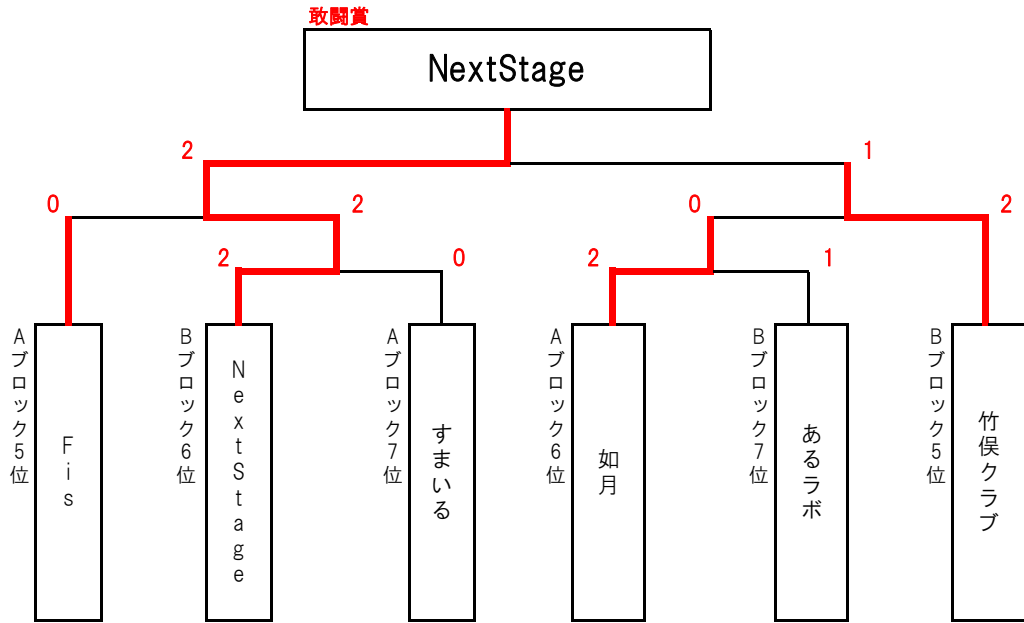 敢闘賞
NextStage
2
1
0
2
0
2
2
0
2
1
Aブロック5位
Fis
Bブロック6位
NextStage
Aブロック7位
すまいる
Aブロック6位
如月
Bブロック7位
あるラボ
Bブロック5位
竹俣クラブ